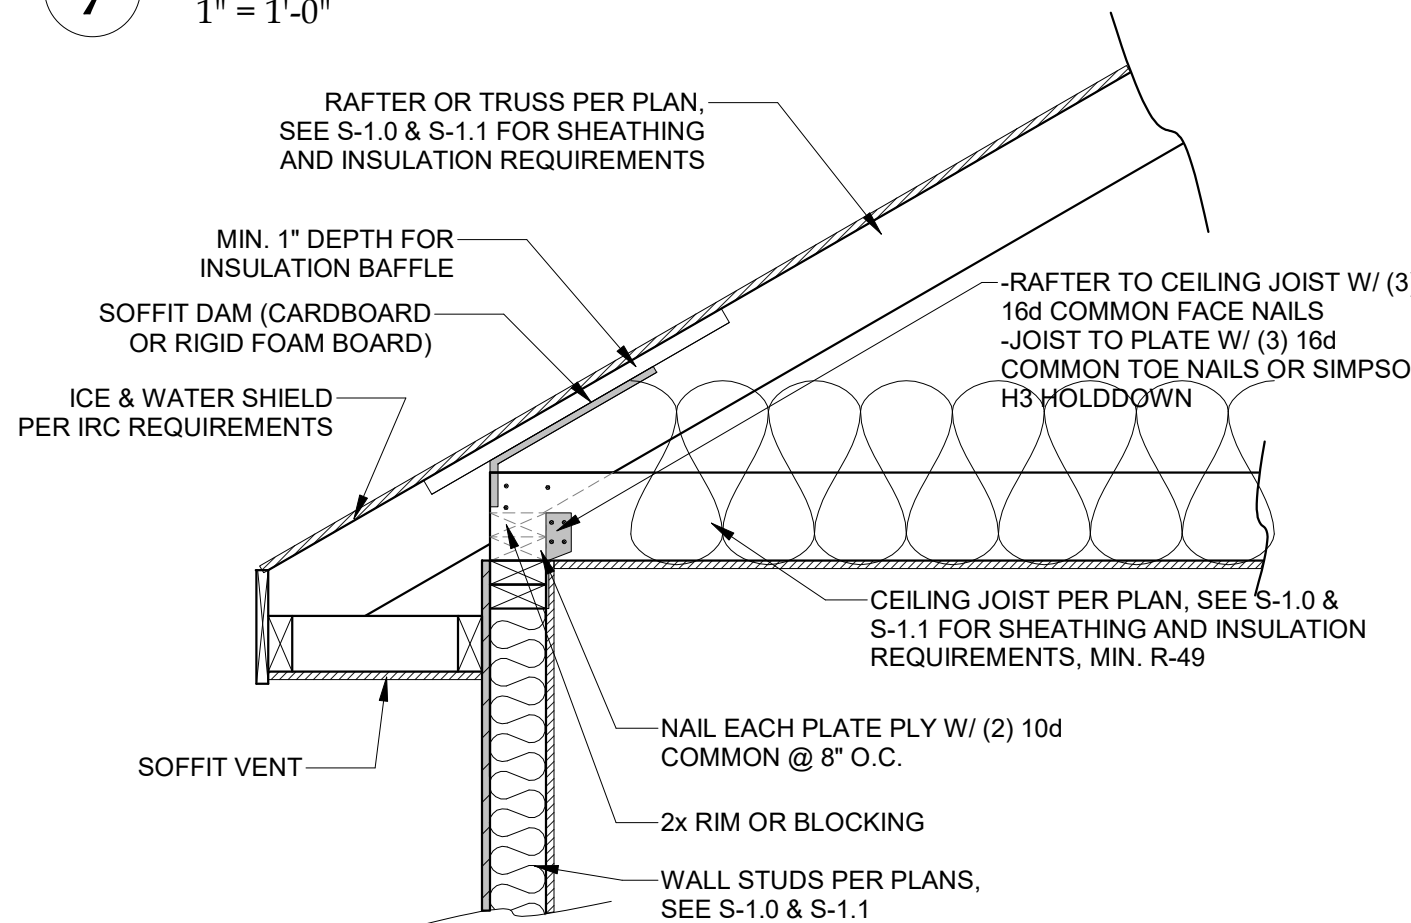 1" = 1'-0"
RAFTER OR TRUSS PER PLAN,
SEE S-1.0 & S-1.1 FOR SHEATHING
AND INSULATION REQUIREMENTS
MIN. 1" DEPTH FOR
INSULATION BAFFLE
SOFFIT DAM (CARDBOARD
OR RIGID FOAM BOARD)
ICE & WATER SHIELD
PER IRC REQUIREMENTS
-RAFTER TO CEILING JOIST W/ (3
16d COMMON FACE NAILS
-JOIST TO PLATE W/ (3) 16d
COMMON TOE NAILS OR SIMPSO
H3 HOLDDOWN
CEILING JOIST PER PLAN, SEE S-1.0 &
S-1.1 FOR SHEATHING AND INSULATION
REQUIREMENTS, MIN. R-49
NAIL EACH PLATE PLY W/ (2) 10d
COMMON @ 8" O.C.
SOFFIT VENT
2x RIM OR BLOCKING
WALL STUDS PER PLANS,
SEE S-1.0 & S-1.1